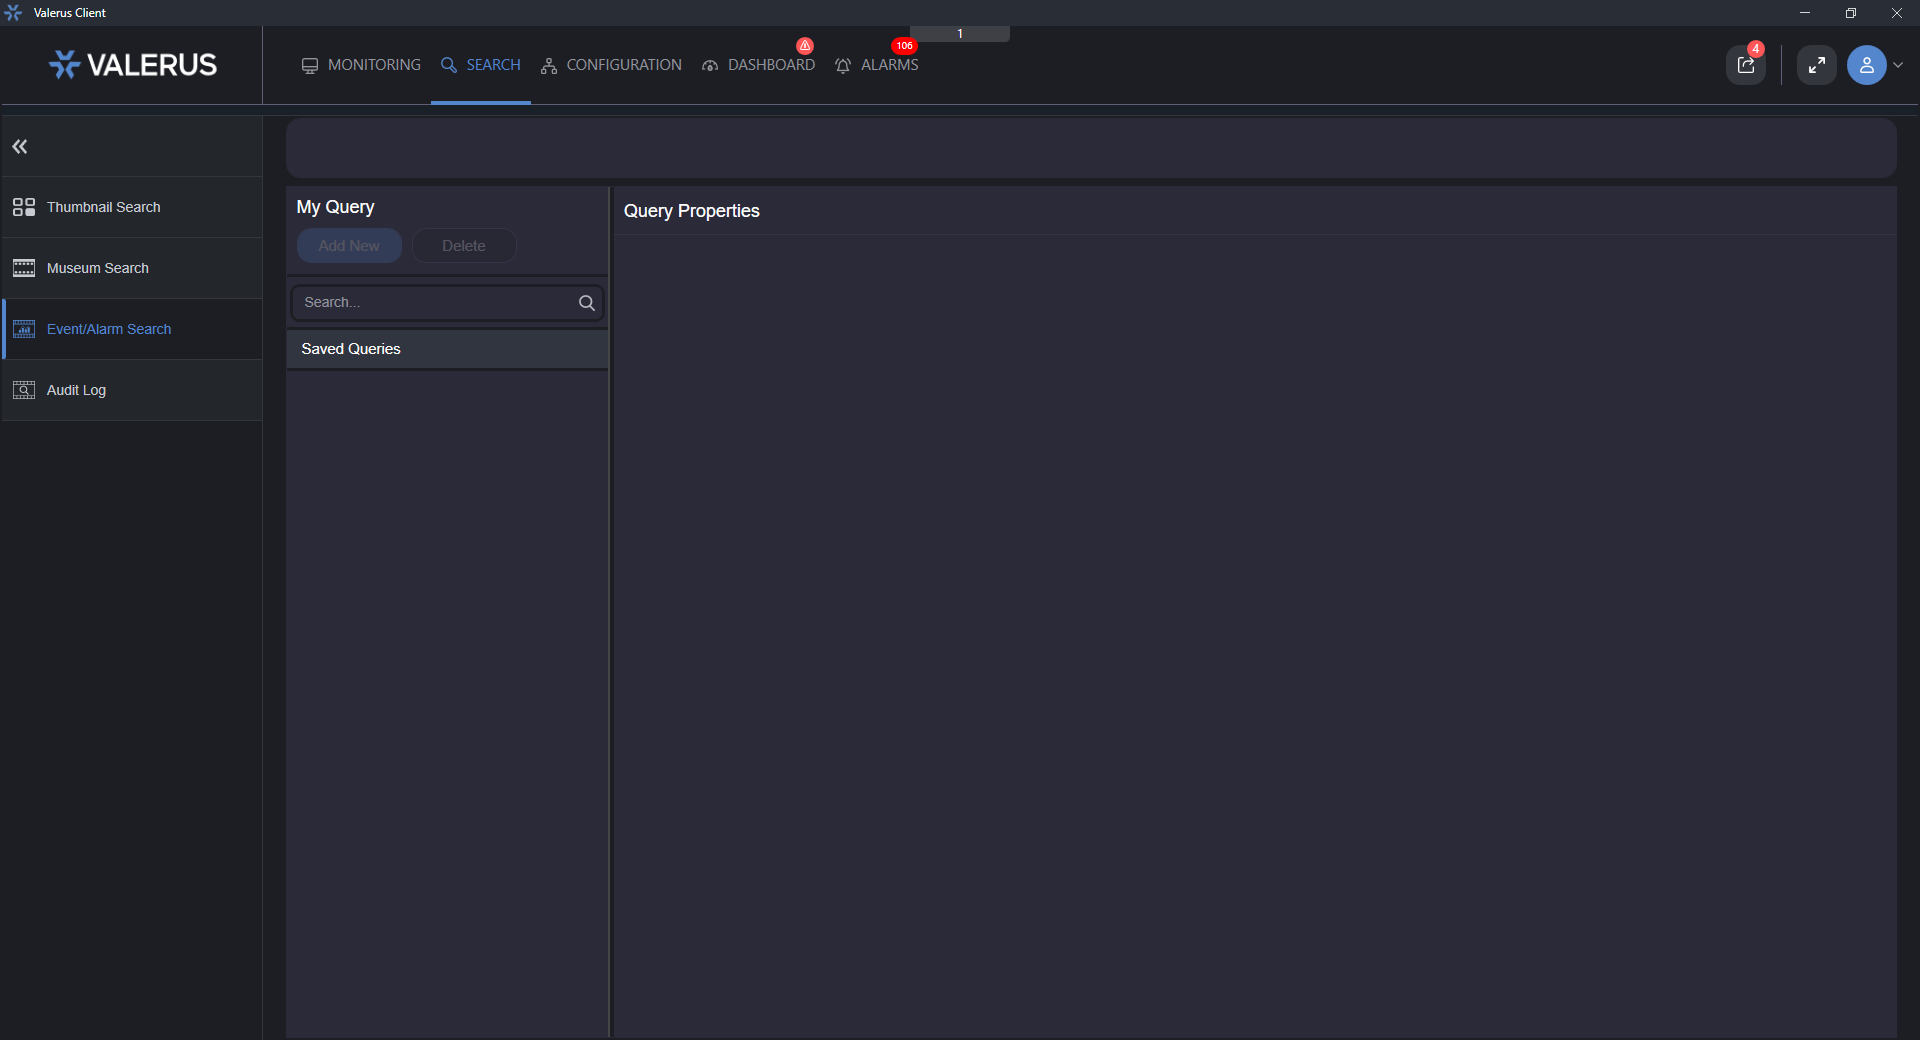 Valerus Client
1
VALERUS
MONITORING
SEARCH
CONFIGURATION
DASHBOARD
ALARMS
106
4
Thumbnail Search
Museum Search
Event/Alarm Search
Audit Log
My Query
Add New
Delete
Search...
Saved Queries
Query Properties